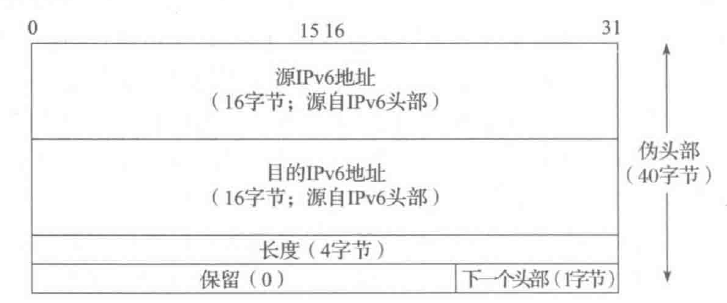 0 15 16 31
源IPv6地址
（16字节；源自IPv6头部）
目的IPv6地址
（16字节；源自IPv6头部）
伪头部
（40字节）
长度（4字节）
保留（0） 下一个头部（1字节）